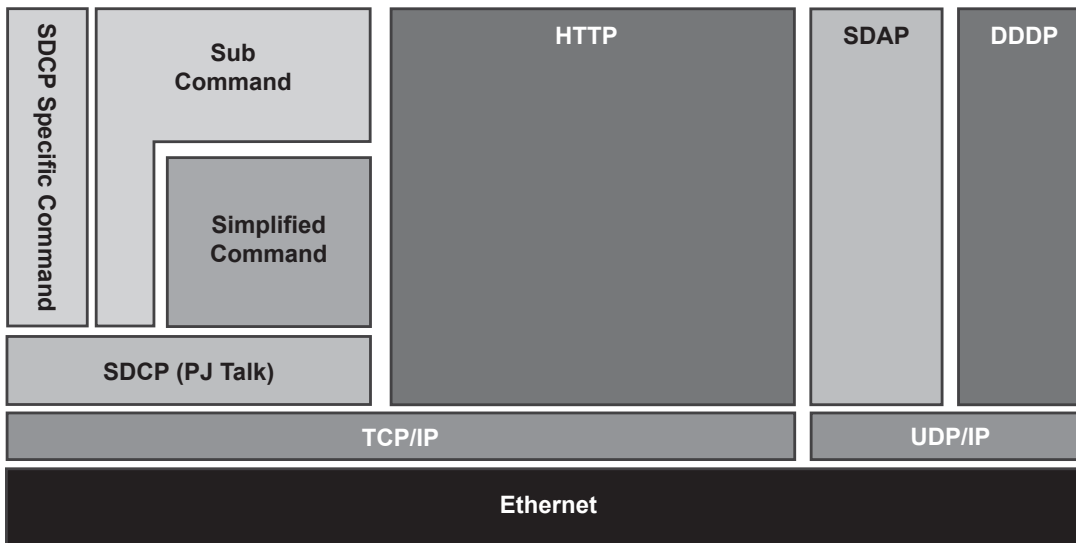 SDCP Specific Command
Sub
Command
Simplified
Command
SDCP (PJ Talk)
HTTP
SDAP
DDDP
TCP/IP
UDP/IP
Ethernet